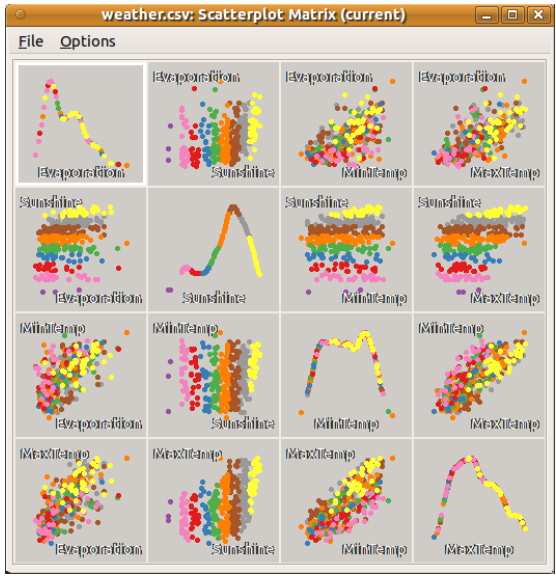 weather.csv: Scatterplot Matrix (current)
File Options
Evaporation
Evaporation
Sunshine
Evaporation
MinTemp
Evaporation
MaxTemp
Sunshine
Evaporation
Sunshine
Sunshine
MinTemp
Sunshine
MaxTemp
MinTemp
Evaporation
MinTemp
Sunshine
MinTemp
MinTemp
MaxTemp
MaxTemp
Evaporation
MaxTemp
Sunshine
MaxTemp
MinTemp
MaxTemp